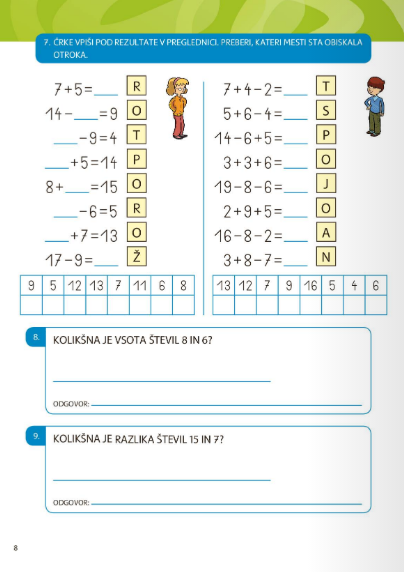 7. ČRKE VPIŠI POD REZULTATE V PREGLEDNICI. PREBERI, KATERI MESTI STA OBISKALA
OTROKA.
7+5=___ R
14-___=9 O
___-9=4 T
___+5=14 P
8+___=15 O
___-6=5 R
___+7=13 O
17-9=___ Ž
9 5 12 13 7 11 6 8
7+4-2=___ T
5+6-4=___ S
14-6+5=___ P
3+3+6=___ O
19-8-6=___ J
2+9+5=___ O
16-8-2=___ A
3+8-7=___ N
13 12 7 9 16 5 4 6
8. KOLIKŠNA JE VSOTA ŠTEVIL 8 IN 6?
ODGOVOR:
9. KOLIKŠNA JE RAZLIKA ŠTEVIL 15 IN 7?
ODGOVOR:
8